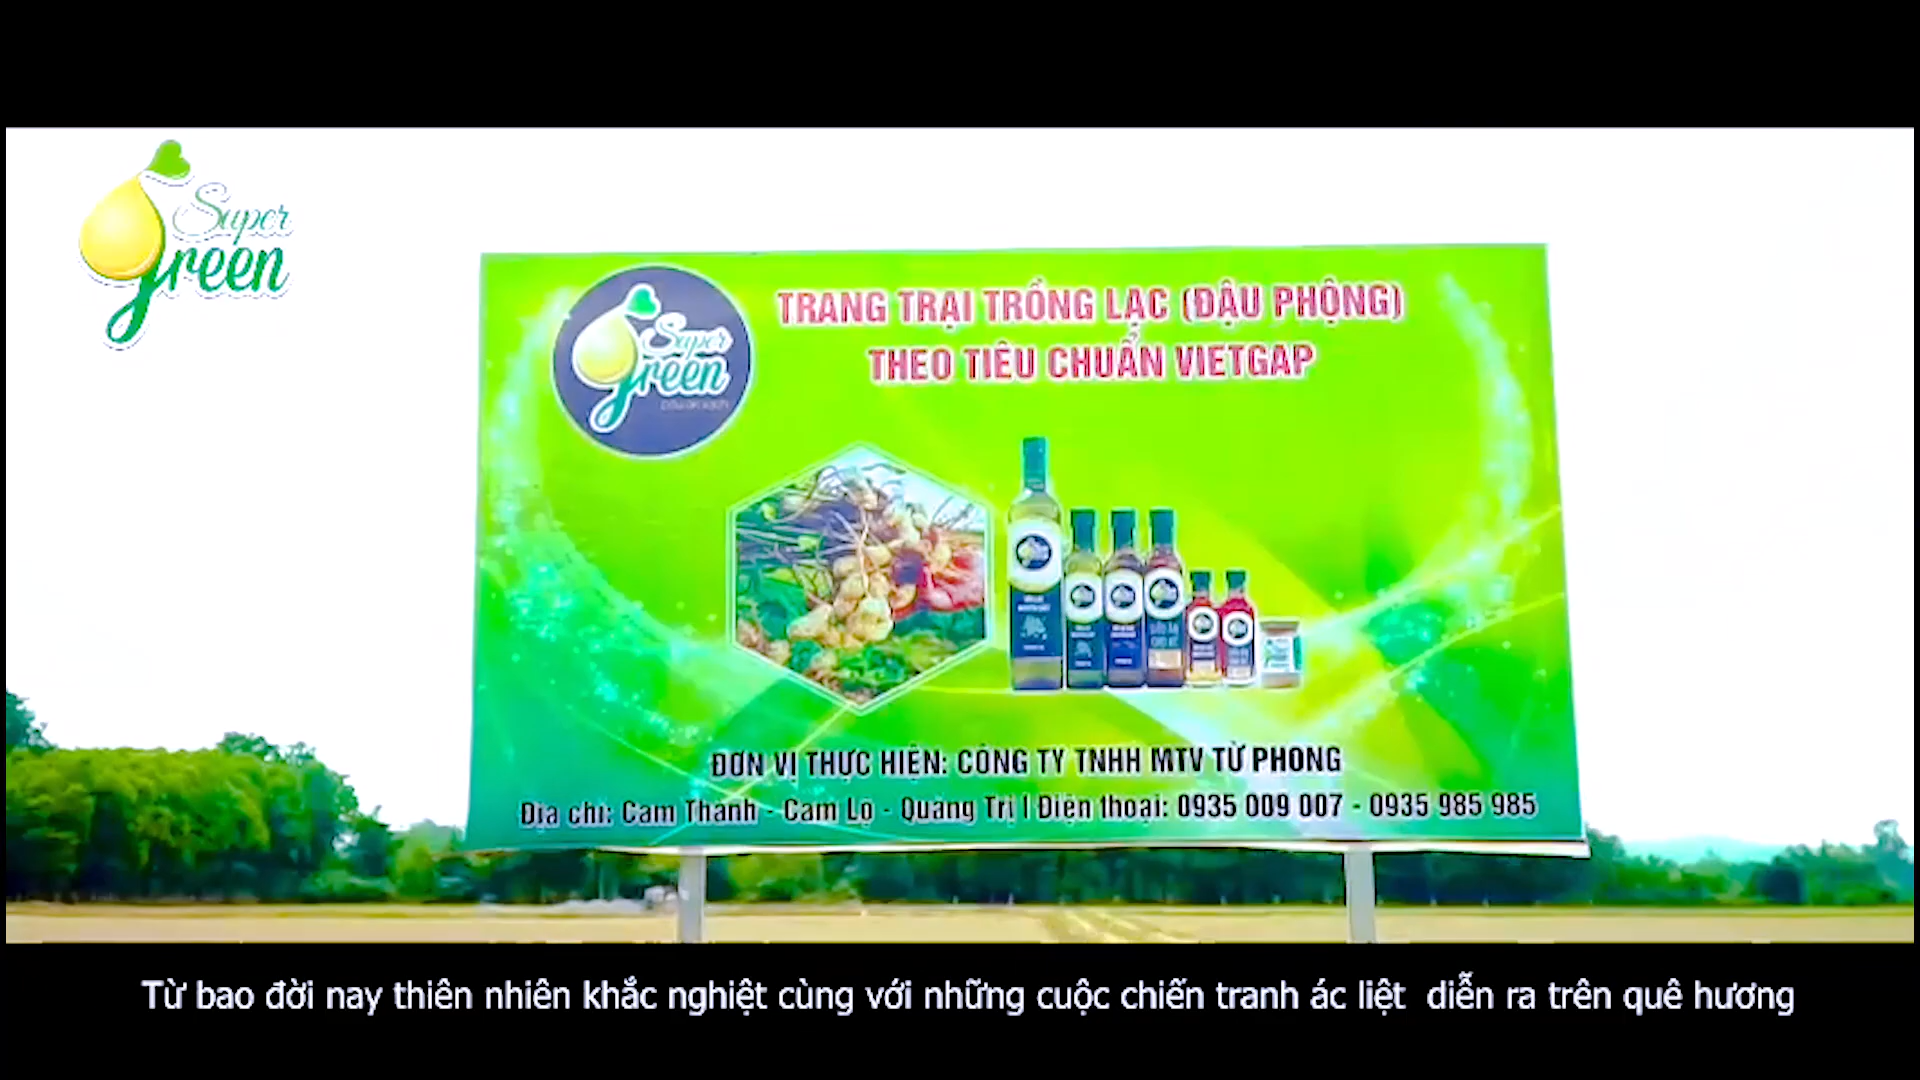 Super
Green
Super
Green
TRANG TRẠI TRỒNG LẠC (ĐẬU PHỘNG)
THEO TIÊU CHUẨN VIETGAP
ĐƠN VỊ THỰC HIỆN: CÔNG TY TNHH MTV TỪ PHONG
Địa chỉ: Cam Thành - Cam Lộ - Quảng Trị | Điện thoại: 0935 009 007 - 0935 985 985
Từ bao đời nay thiên nhiên khắc nghiệt cùng với những cuộc chiến tranh ác liệt diễn ra trên quê hương